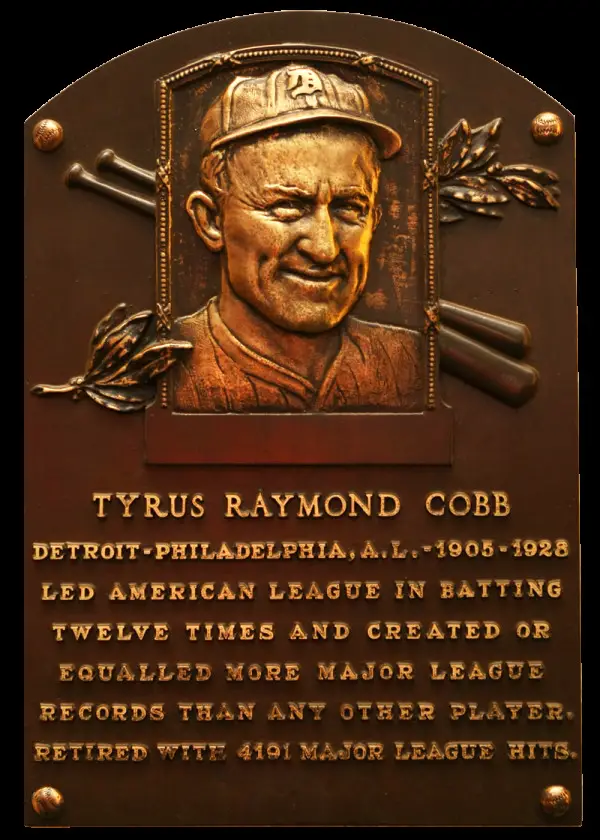 D
TYRUS RAYMOND COBB
DETROIT-PHILADELPHIA, A.L.-1905-1928
LED AMERICAN LEAGUE IN BATTING
TWELVE TIMES AND CREATED OR
EQUALLED MORE MAJOR LEAGUE
RECORDS THAN ANY OTHER PLAYER.
RETIRED WITH 4191 MAJOR LEAGUE HITS.